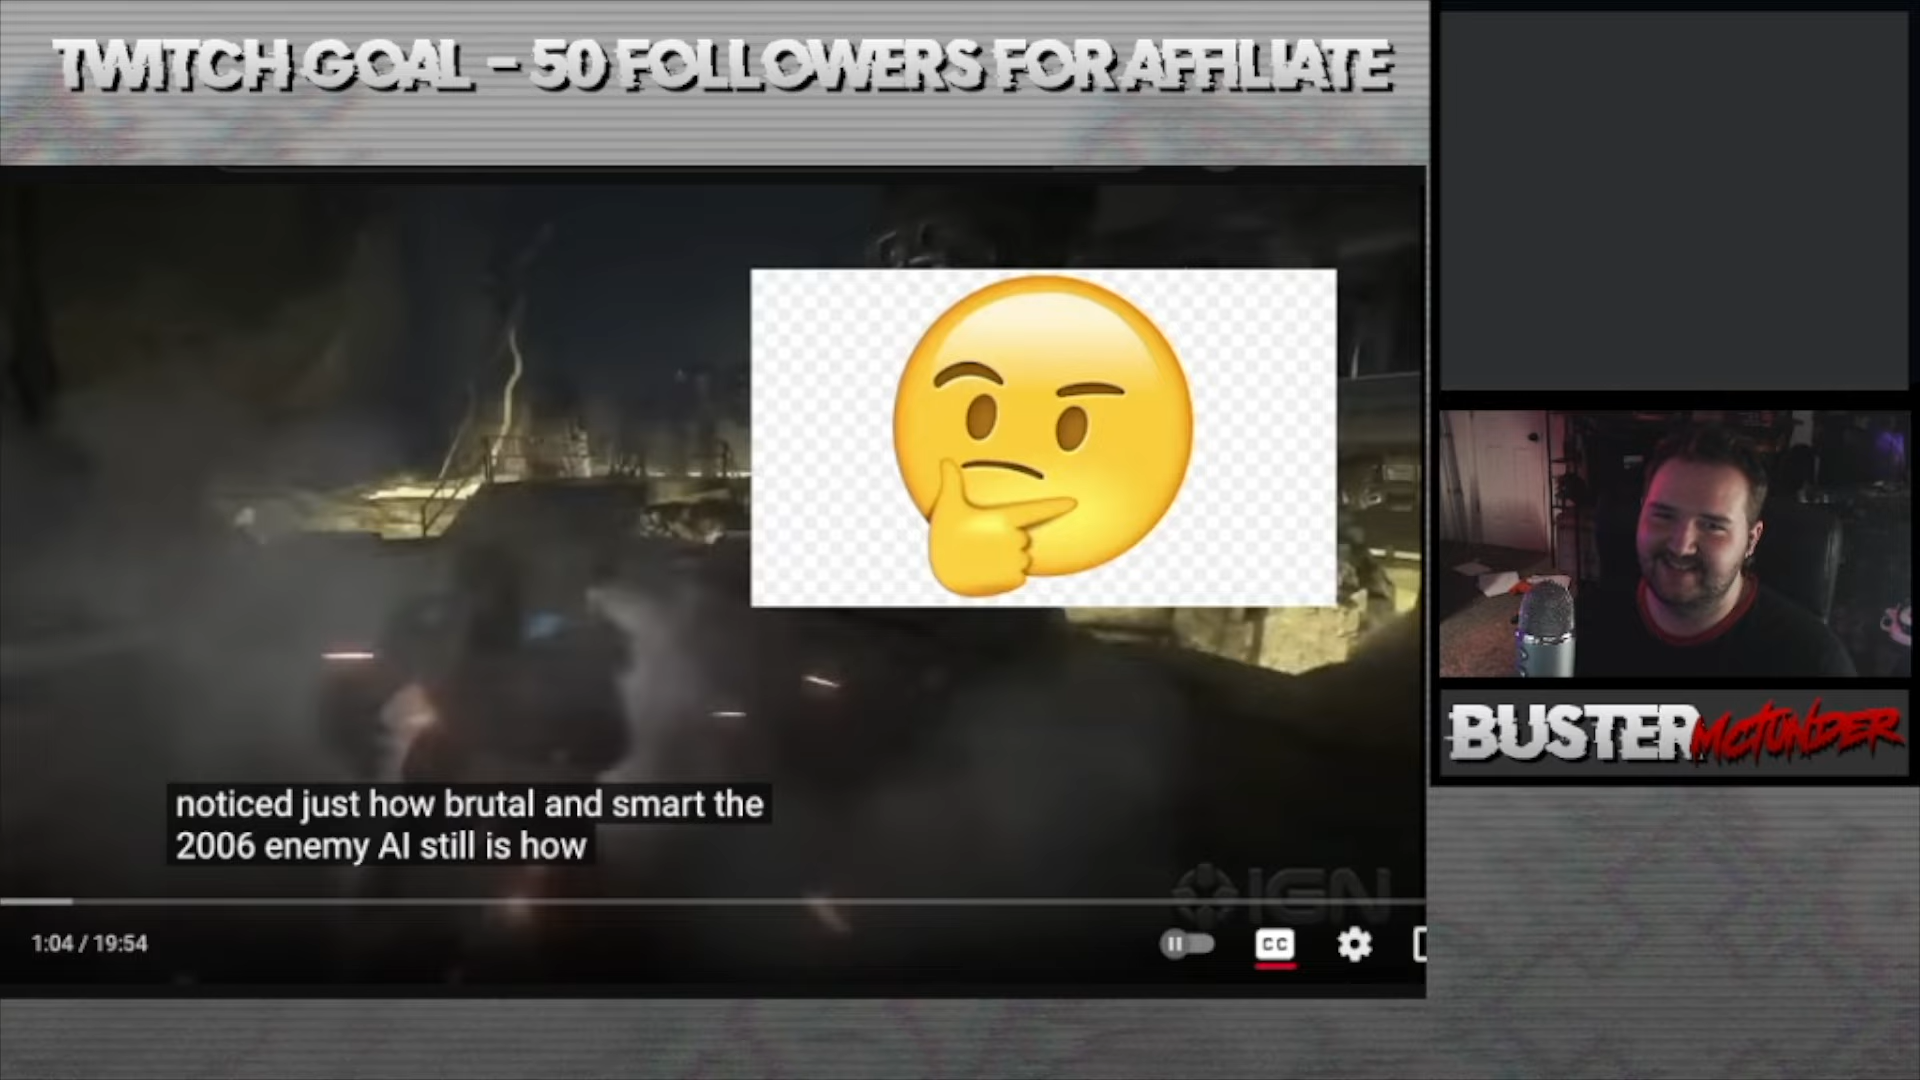 TWITCH GOAL - 50 FOLLOWERS FOR AFFILIATE
noticed just how brutal and smart the
2006 enemy AI still is how
IGN
1:04 / 19:54
CC
BUSTER MCTUNDER